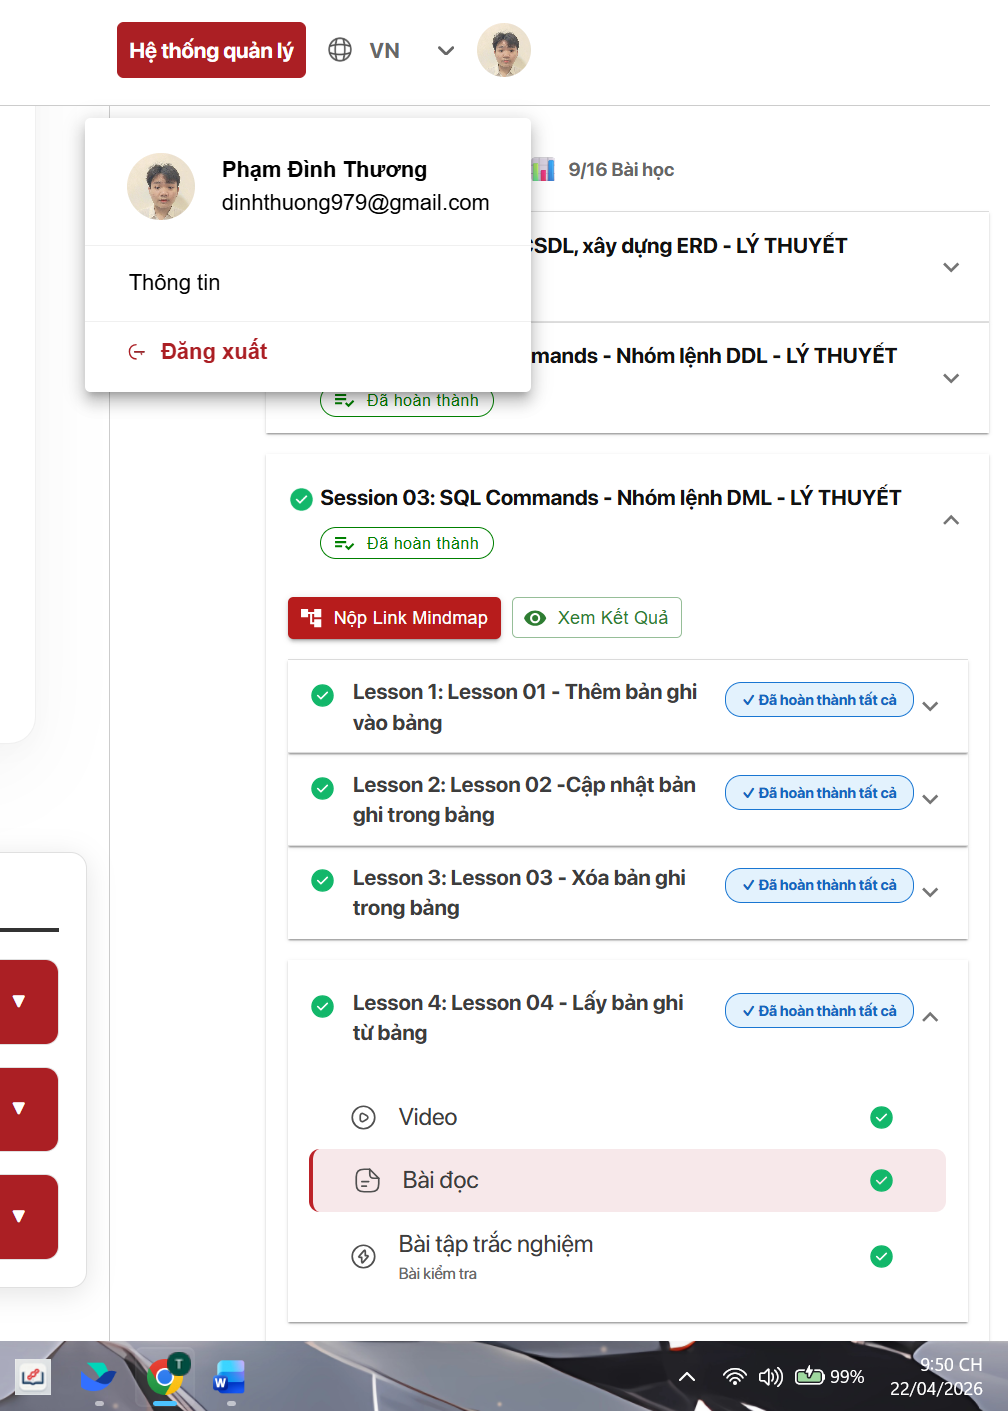 Hệ thống quản lý
VN
Phạm Đình Thương
dinhthuong979@gmail.com
Thông tin
Đăng xuất
9/16 Bài học
CSDL, xây dựng ERD - LÝ THUYẾT
mands - Nhóm lệnh DDL - LÝ THUYẾT
Đã hoàn thành
Session 03: SQL Commands - Nhóm lệnh DML - LÝ THUYẾT
Đã hoàn thành
Nộp Link Mindmap
Xem Kết Quả
Lesson 1: Lesson 01 - Thêm bản ghi
vào bảng
✓ Đã hoàn thành tất cả
Lesson 2: Lesson 02 -Cập nhật bản
ghi trong bảng
✓ Đã hoàn thành tất cả
Lesson 3: Lesson 03 - Xóa bản ghi
trong bảng
✓ Đã hoàn thành tất cả
Lesson 4: Lesson 04 - Lấy bản ghi
từ bảng
✓ Đã hoàn thành tất cả
Video
Bài đọc
Bài tập trắc nghiệm
Bài kiểm tra
T
W
99%
9:50 CH
22/04/2026